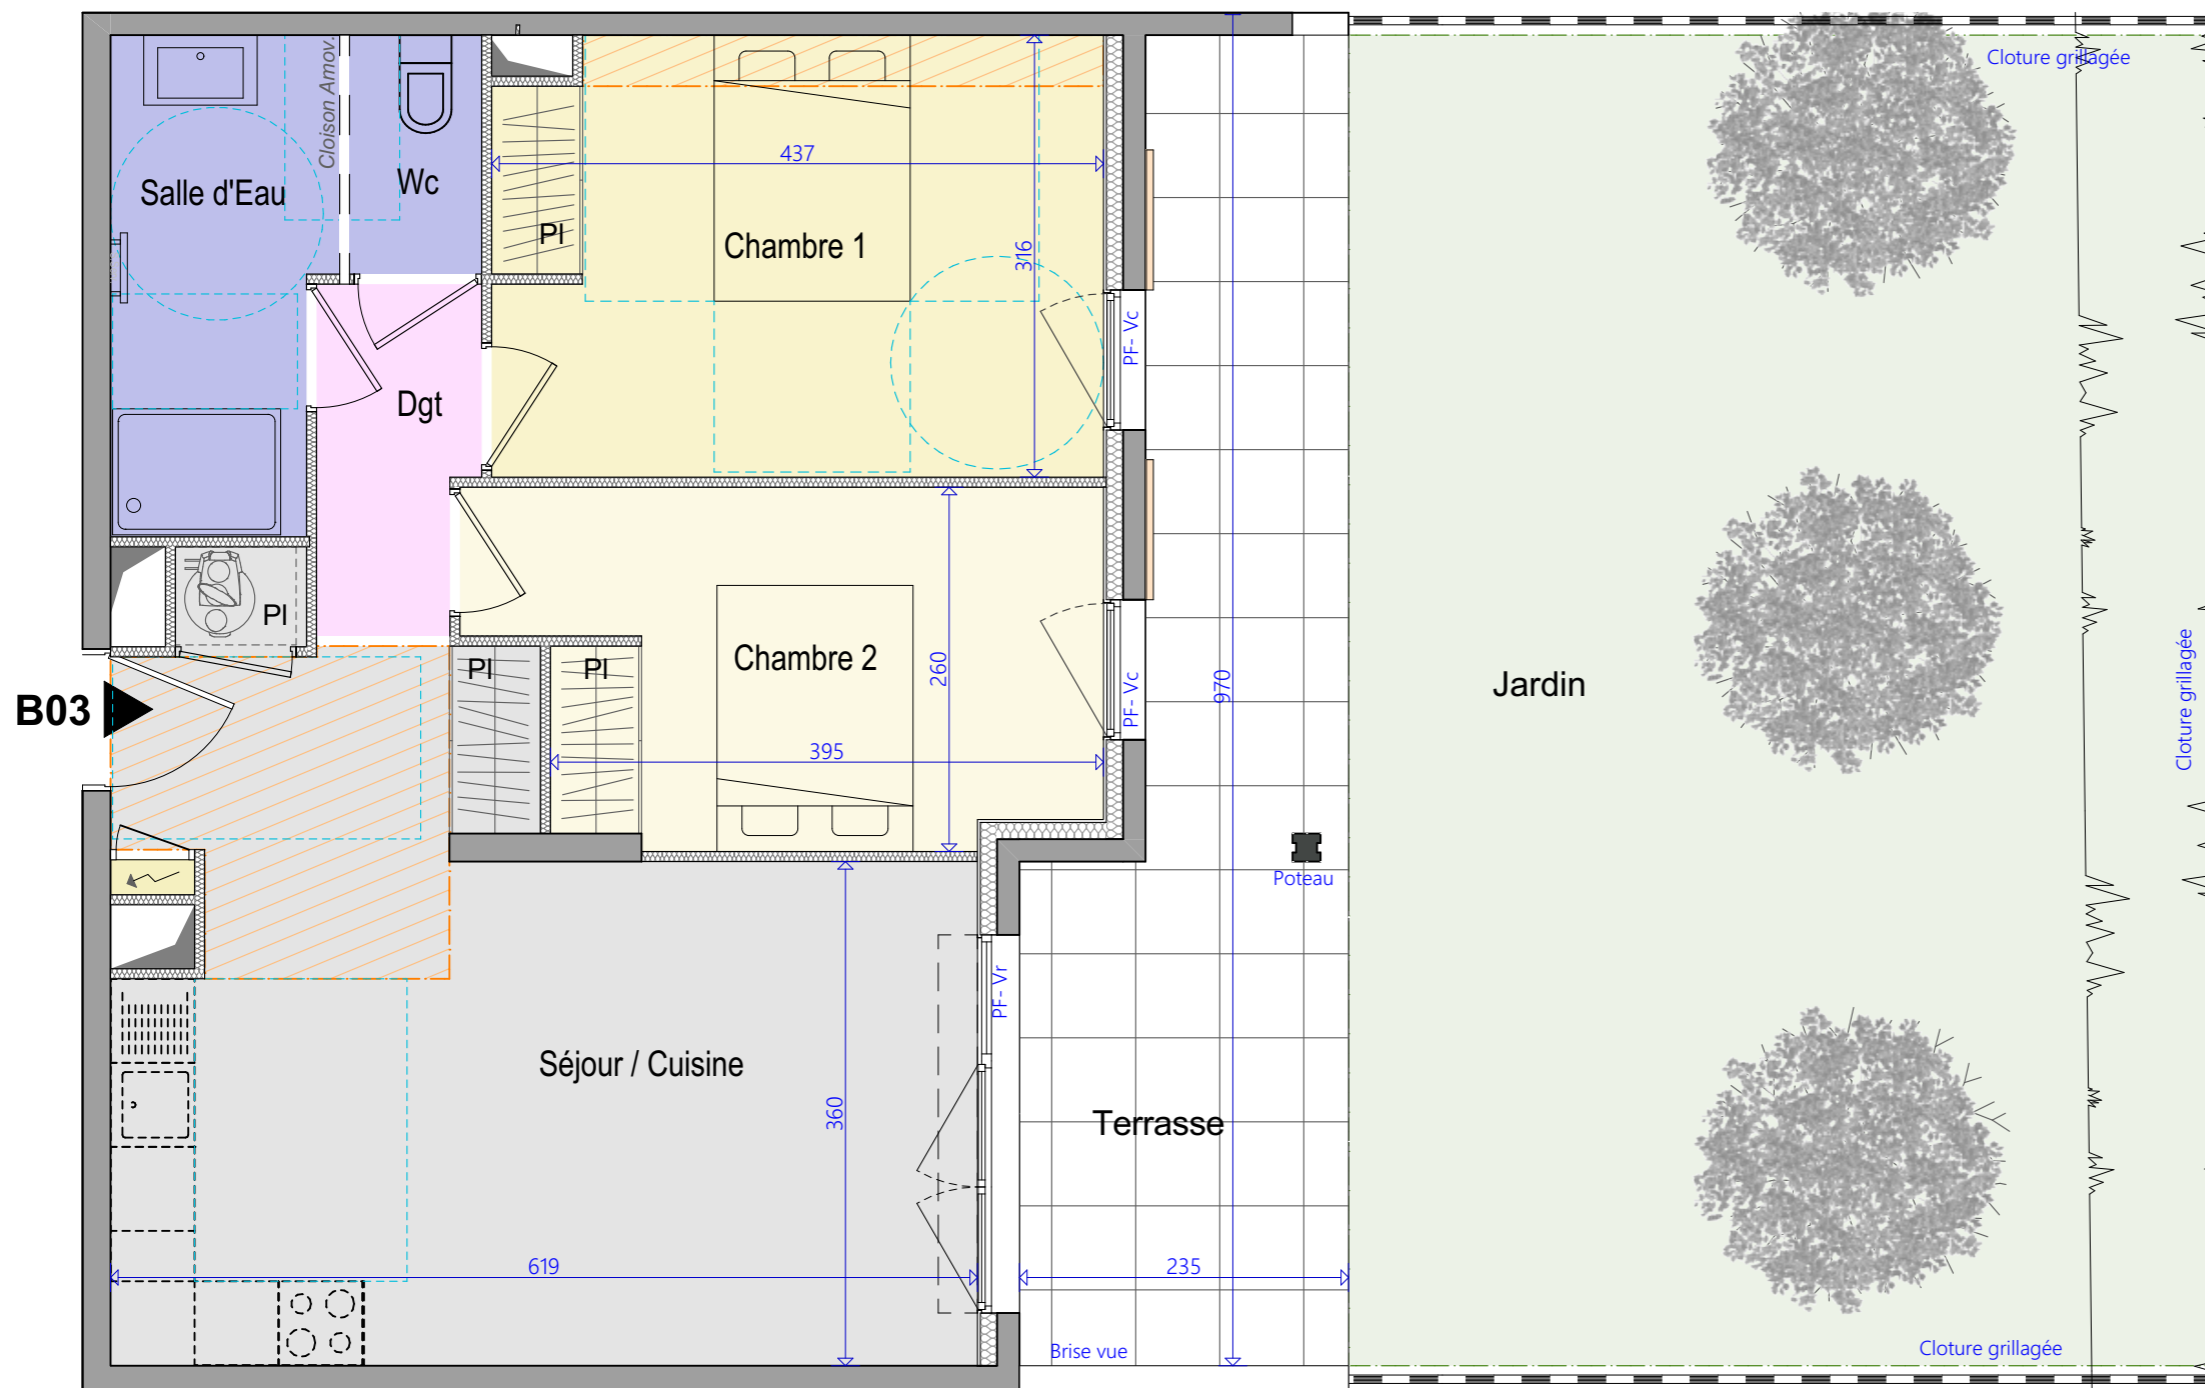 Cloture grillagée
Cloison Amov.
437
Wc
Salle d'Eau
Pl
Chambre 1
316
PF- Vc
Dgt
Pl
Chambre 2
Pl
Pl
260
PF- Vc
970
Jardin
Cloture grillagée
B03
395
Poteau
PF- Vr
Séjour / Cuisine
360
Terrasse
619
235
Brise vue
Cloture grillagée